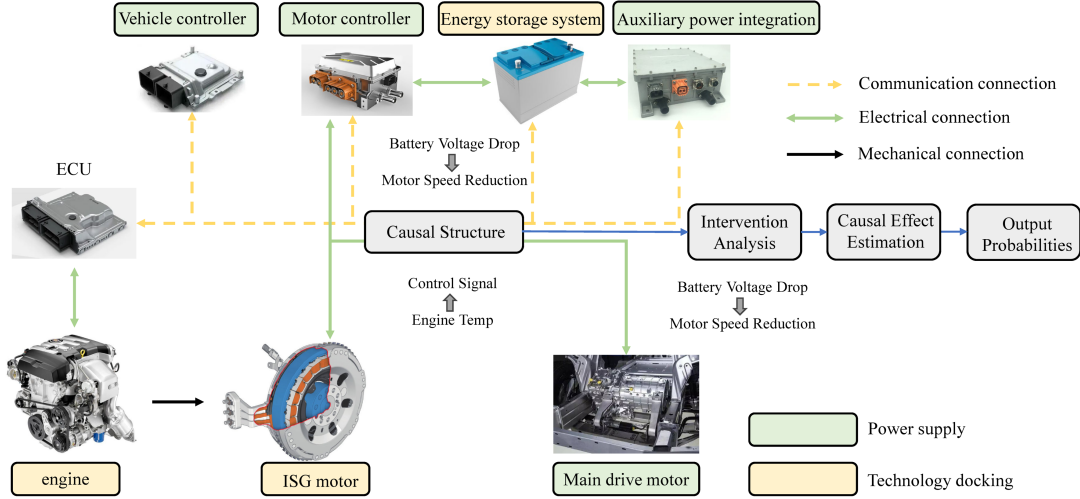 Vehicle controller
Motor controller
Energy storage system
Auxiliary power integration
Communication connection
Electrical connection
Mechanical connection
Battery Voltage Drop
Motor Speed Reduction
ECU
Causal Structure
Intervention
Analysis
Causal Effect
Estimation
Output
Probabilities
Control Signal
Engine Temp
Battery Voltage Drop
Motor Speed Reduction
engine
ISG motor
Main drive motor
Power supply
Technology docking